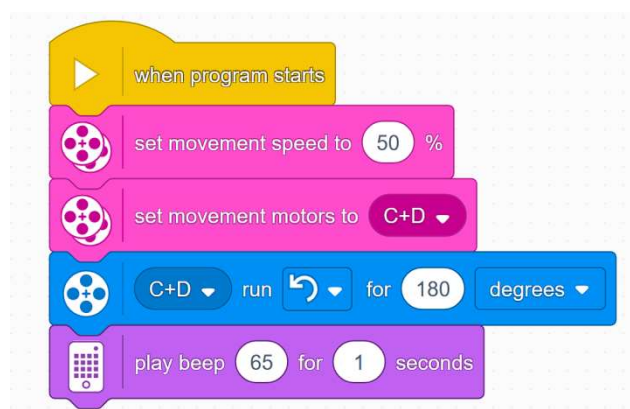 when program starts
set movement speed to 50 %
set movement motors to C+D
C+D run for 180 degrees
play beep 65 for 1 seconds